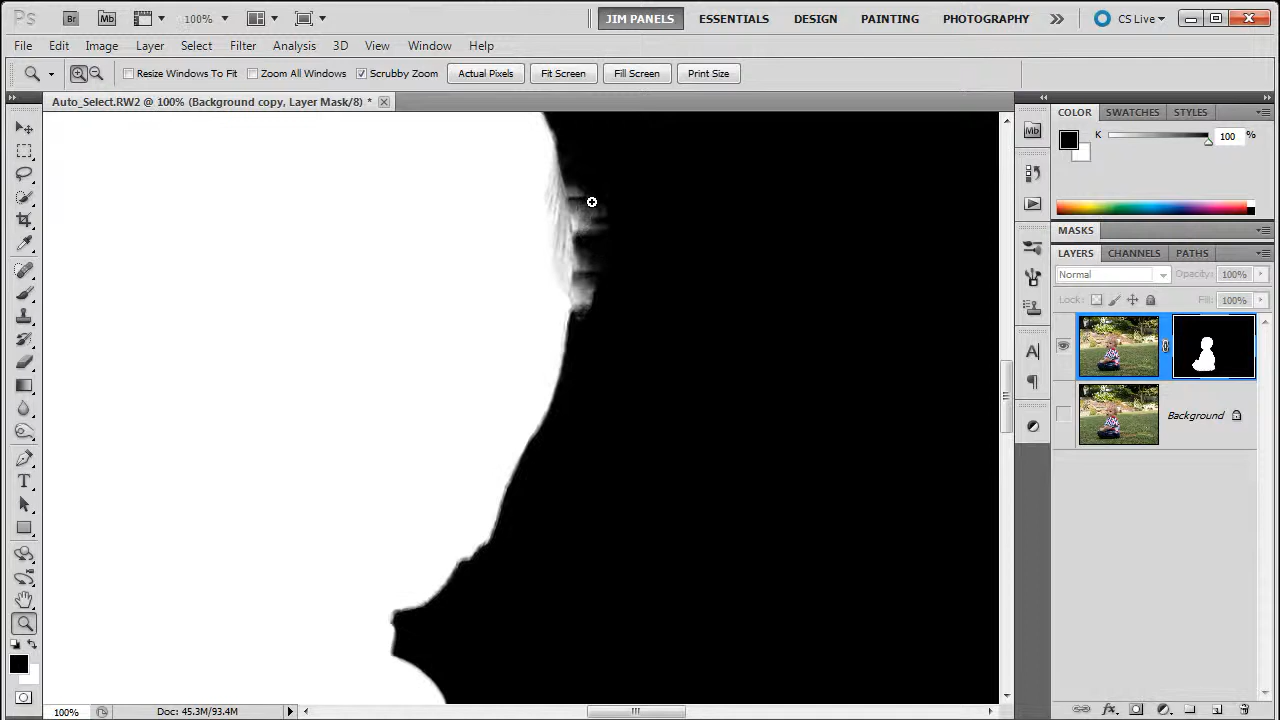 Ps Br Mb 100% JIM PANELS ESSENTIALS DESIGN PAINTING PHOTOGRAPHY CS Live
File Edit Image Layer Select Filter Analysis 3D View Window Help
Resize Windows To Fit Zoom All Windows Scrubby Zoom Actual Pixels Fit Screen Fill Screen Print Size
Auto_Select.RW2 @ 100% (Background copy, Layer Mask/8) *
COLOR SWATCHES STYLES
Mb
K 100 %
MASKS
LAYERS CHANNELS PATHS
Normal Opacity: 100%
Lock: Fill: 100%
A
Background
T
fx
100% Doc: 45.3M/93.4M